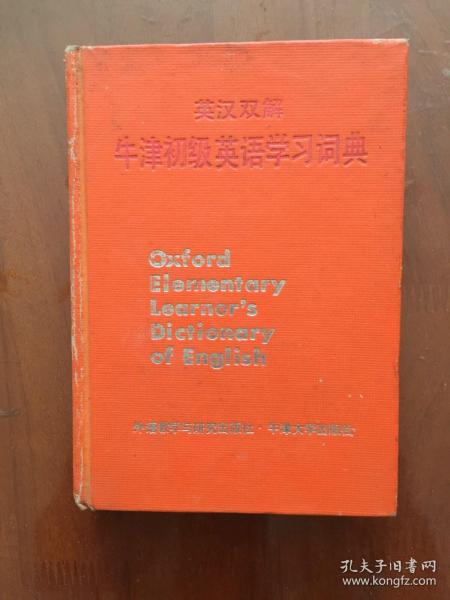 英汉双解
牛津初级英语学习词典
Oxford
Elementary
Learner's
Dictionary
of English
外语教学与研究出版社·牛津大学出版社
孔夫子旧书网
www.kongfz.com